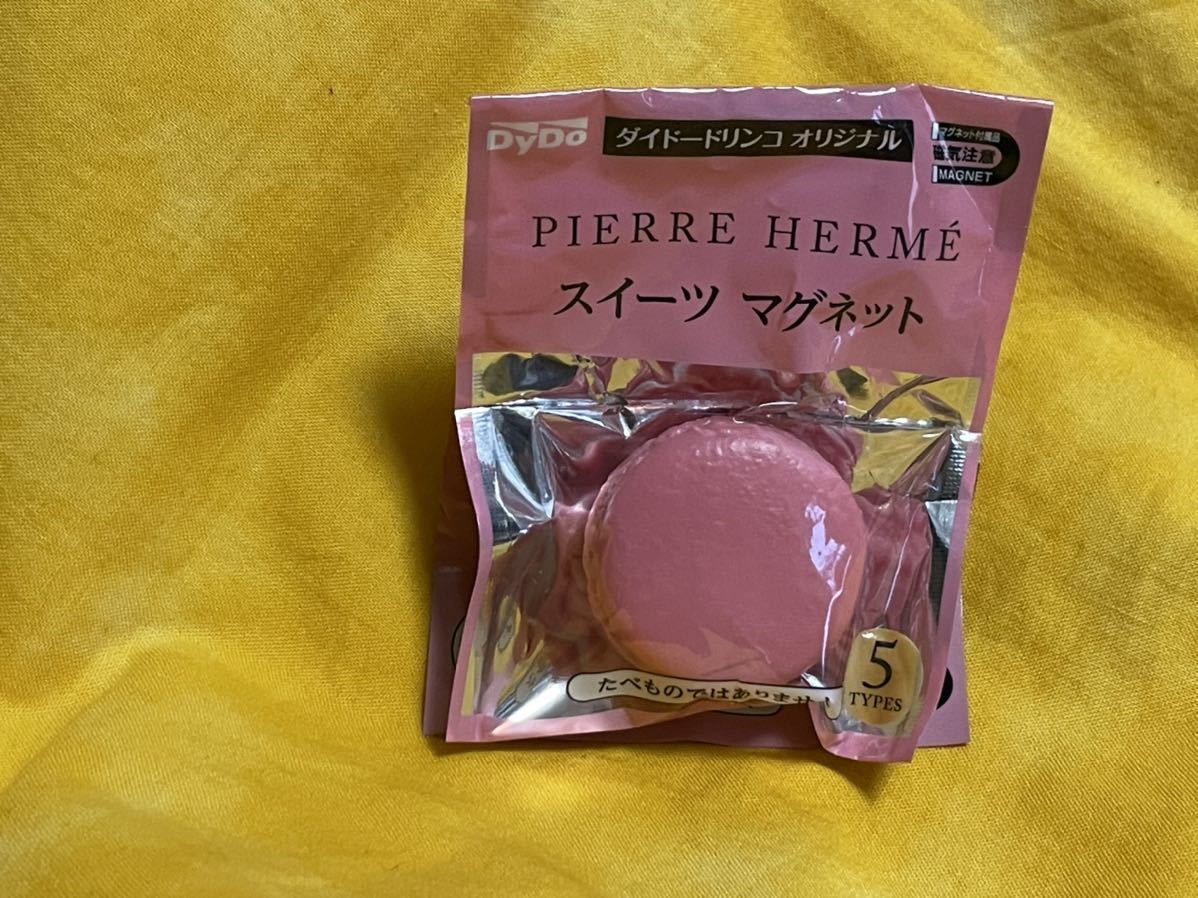 DyDo
ダイドードリンコ オリジナル
マグネット付属品
磁気注意
MAGNET
PIERRE HERMÉ
スイーツ マグネット
たべものではありません
5
TYPES